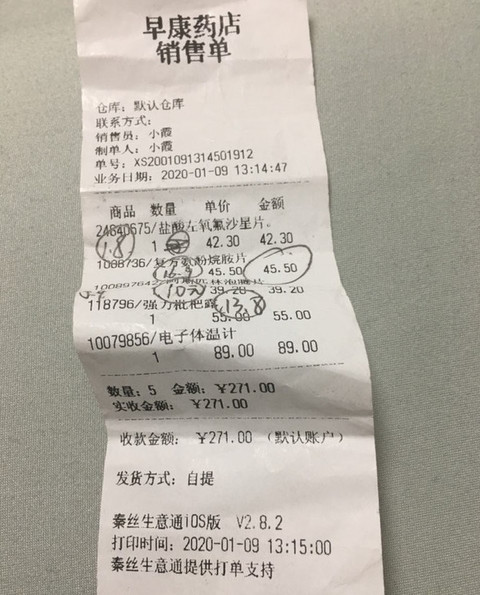 早康药店
销售单
仓库：默认仓库
联系方式：
销售员：小霞
制单人：小霞
单号：XS2001091314501912
业务日期：2020-01-09 13:14:47
商品 数量 单价 金额
24840675/盐酸左氧氟沙星片。
1.8 1 42.30 42.30
1008736/复方氨酚烷胺片
45.50 45.50
39.20 39.20
118796/强力枇杷露 13.8
1 55.00 55.00
10079856/电子体温计
1 89.00 89.00
数量：5 金额：￥271.00
实收金额：￥271.00
收款金额：￥271.00（默认账户）
发货方式：自提
秦丝生意通iOS版 V2.8.2
打印时间：2020-01-09 13:15:00
秦丝生意通提供打单支持